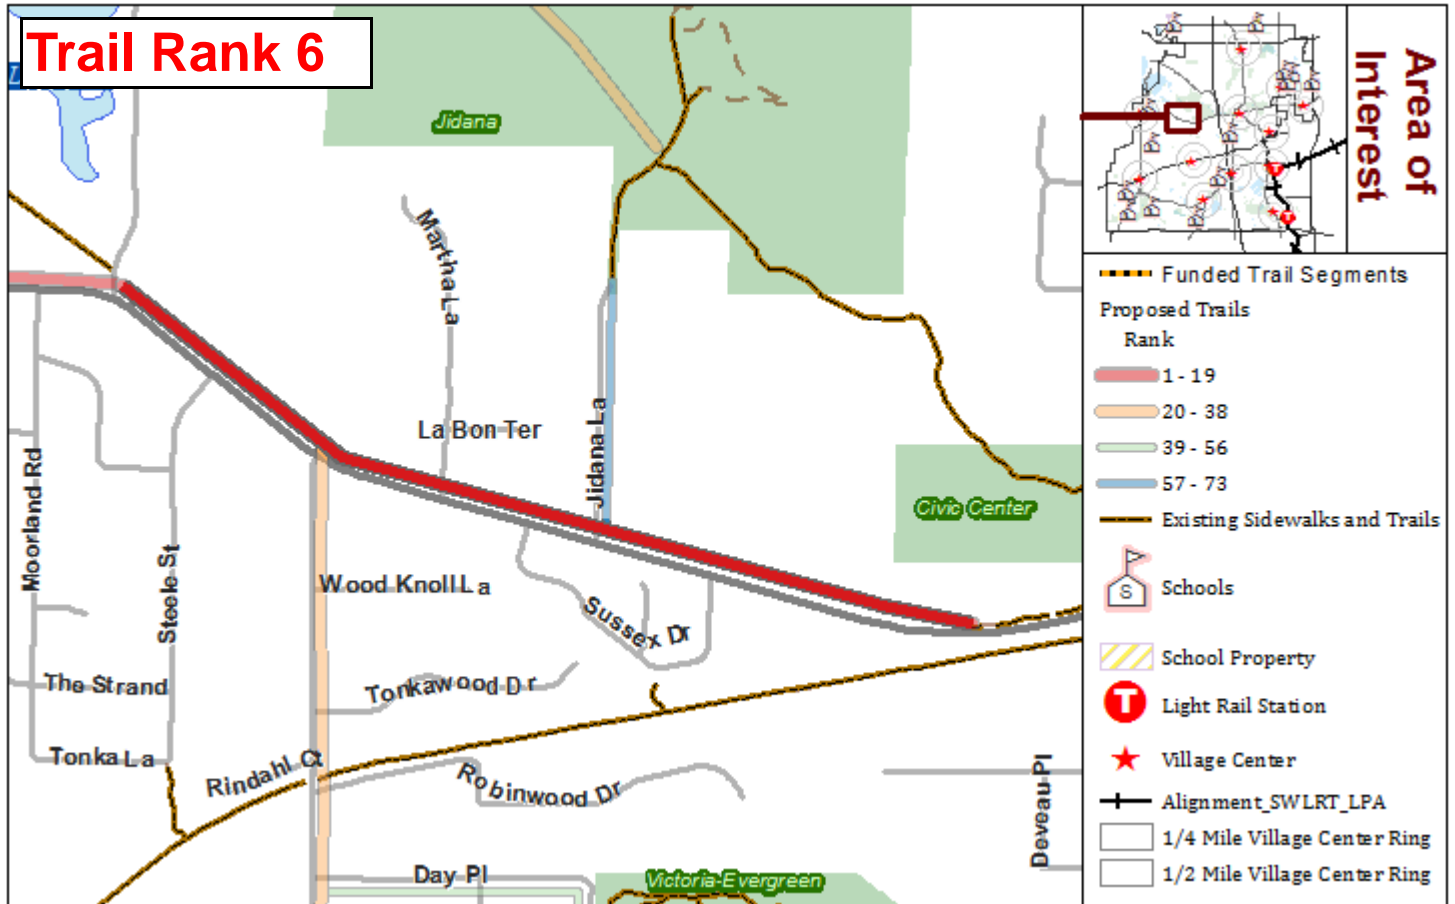 Trail Rank 6
Jidana
Martha La
La Bon Ter
Jidana La
Civic Center
Moorland Rd
Steele St
Wood Knoll La
Sussex Dr
The Strand
Tonkawood Dr
Tonka La
Rindahl Ct
Robinwood Dr
Deveau Pl
Day Pl
Victoria-Evergreen
Area of
Interest
Funded Trail Segments
Proposed Trails
Rank
1 - 19
20 - 38
39 - 56
57 - 73
Existing Sidewalks and Trails
S
Schools
School Property
T
Light Rail Station
Village Center
Alignment_SWLRT_LPA
1/4 Mile Village Center Ring
1/2 Mile Village Center Ring